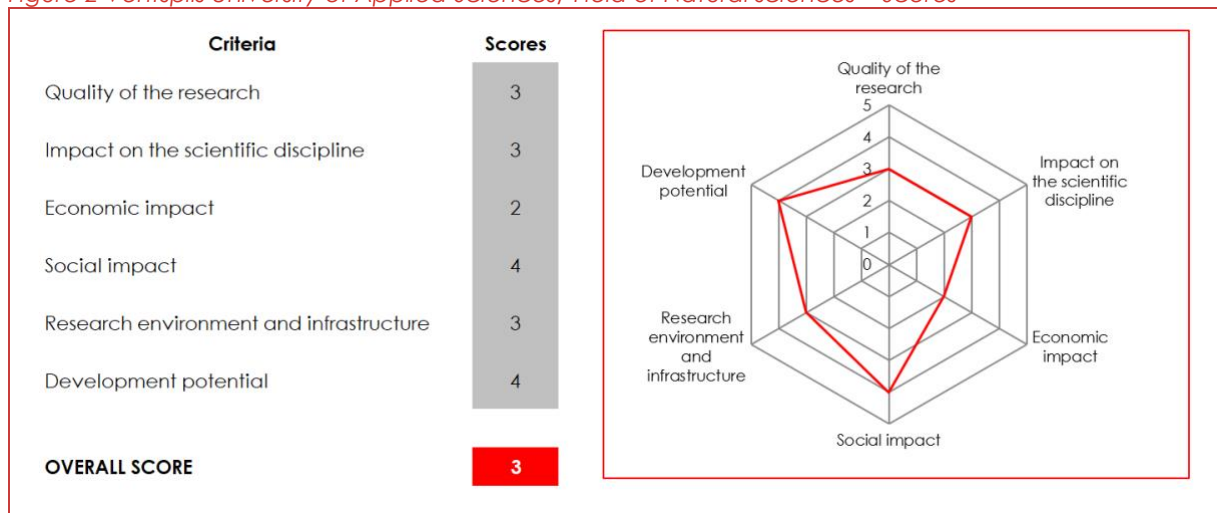 Criteria Scores
Quality of the research 3
Impact on the scientific discipline 3
Economic impact 2
Social impact 4
Research environment and infrastructure 3
Development potential 4
OVERALL SCORE 3
Quality of the
research
5
4
3
2
1
0
Impact on
the scientific
discipline
Economic
impact
Social impact
Research
environment
and
infrastructure
Development
potential